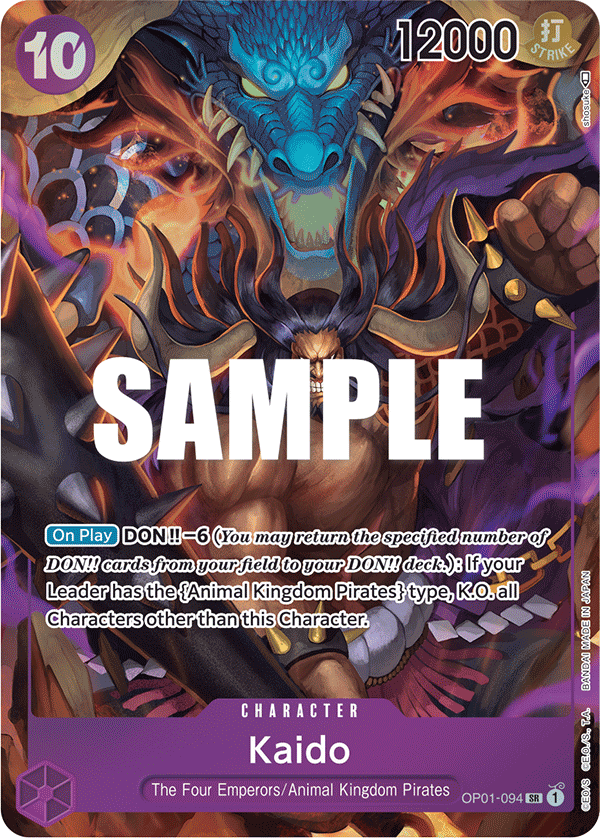 10
12000
打
STRIKE
shosuke
SAMPLE
On Play DON!! −6 (You may return the specified number of
DON!! cards from your field to your DON!! deck.): If your
Leader has the {Animal Kingdom Pirates} type, K.O. all
Characters other than this Character.
©EO/S ©E.O./S., T.A. BANDAI MADE IN JAPAN
CHARACTER
Kaido
The Four Emperors/Animal Kingdom Pirates
OP01-094 SR 1